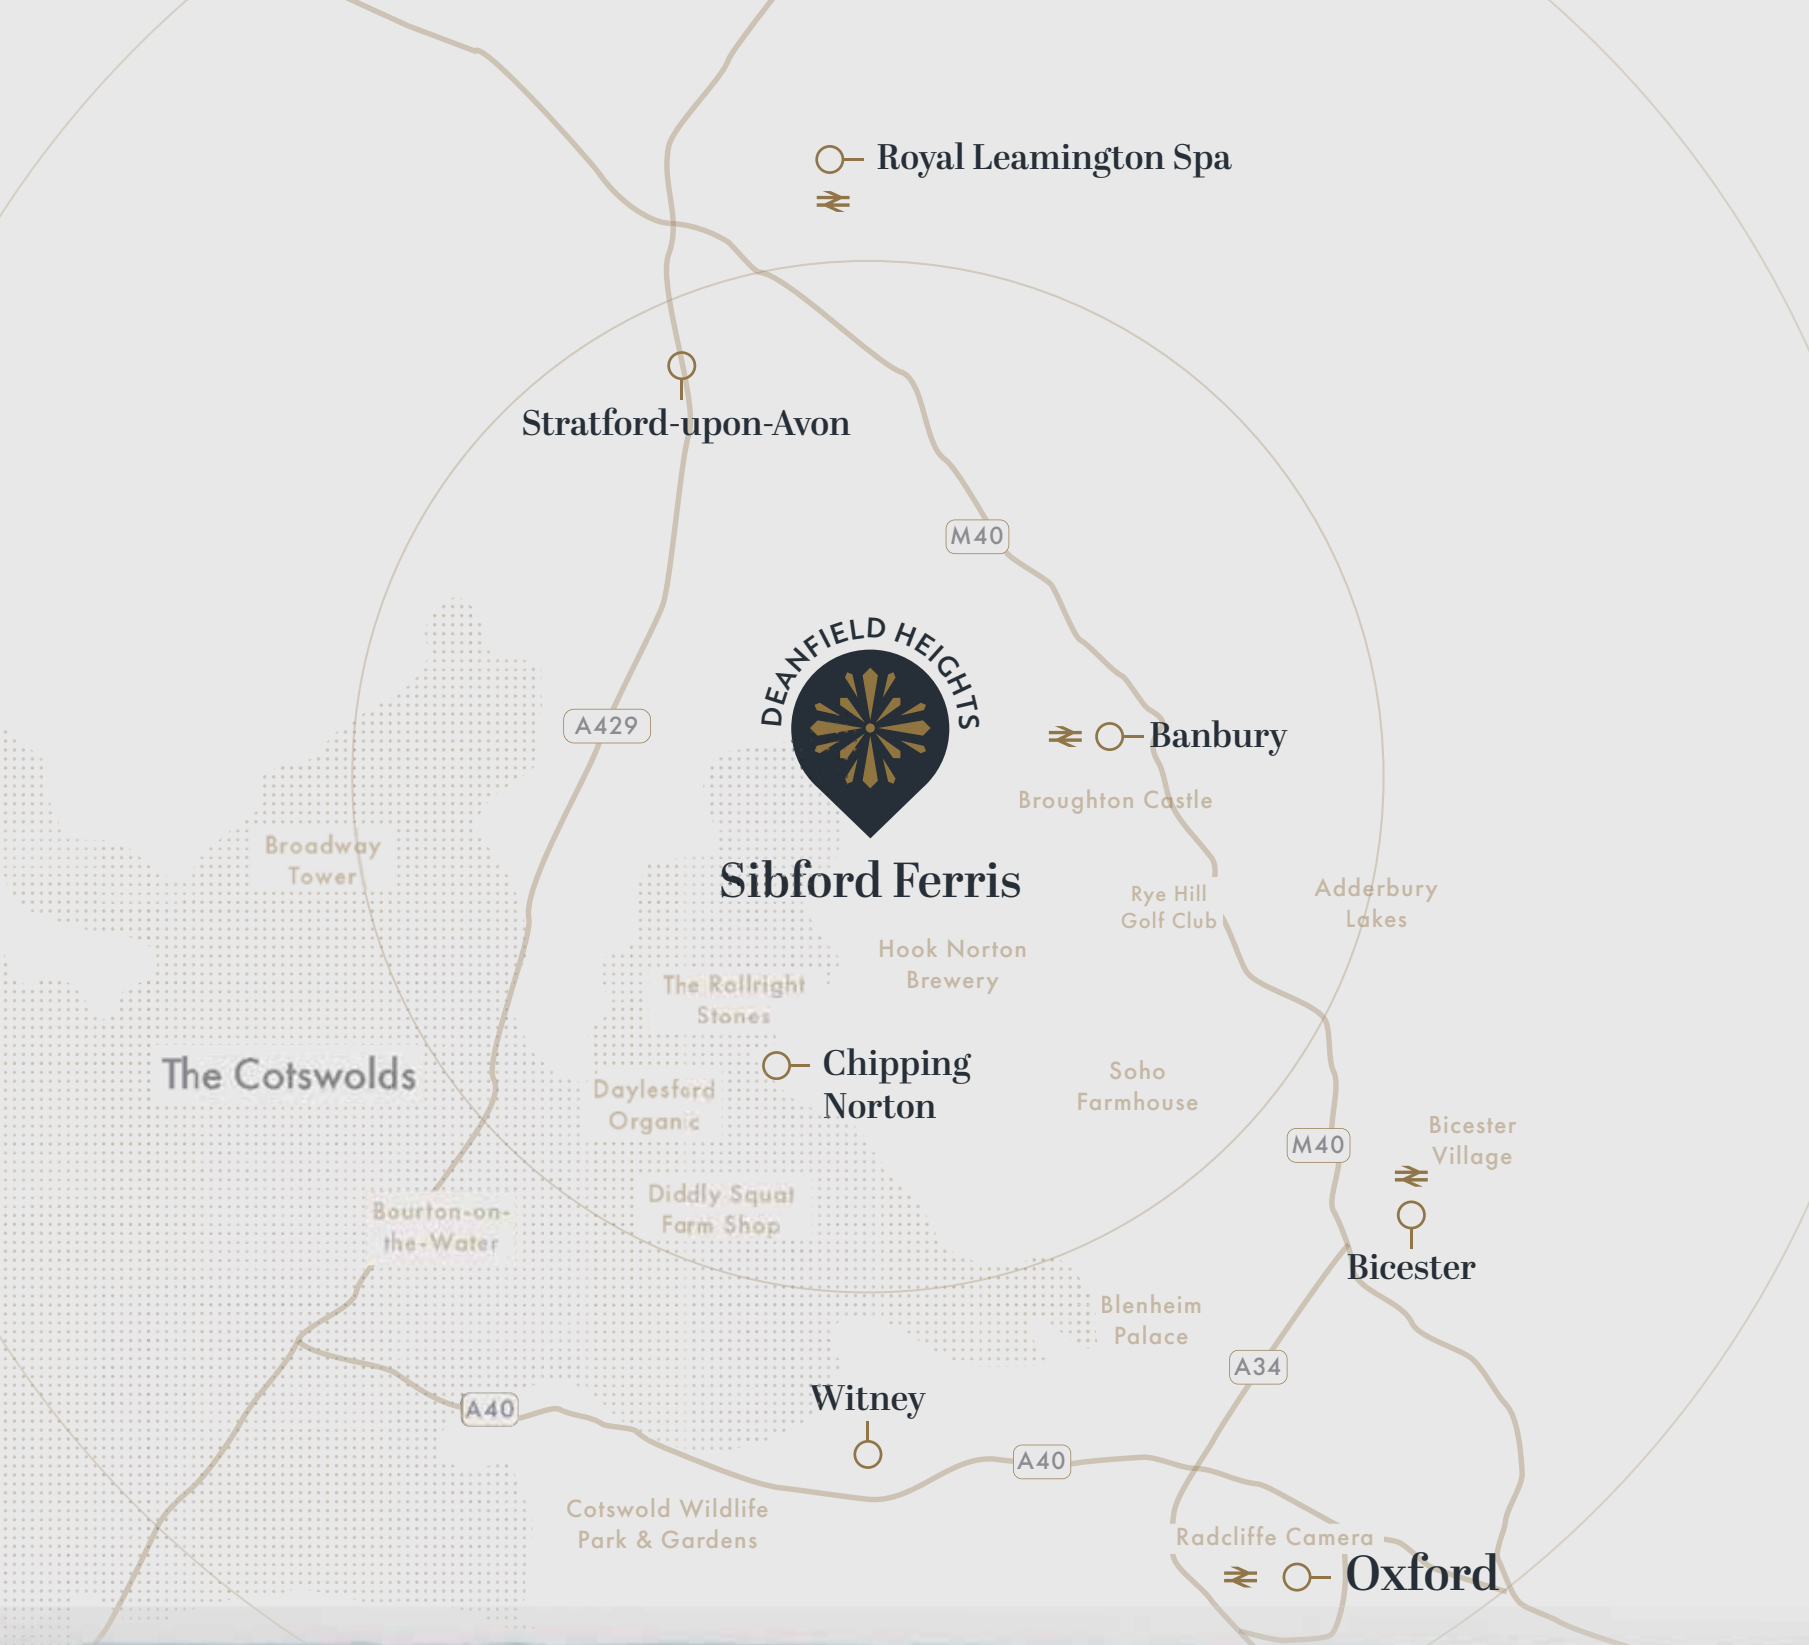 Royal Leamington Spa
Stratford-upon-Avon
M40
DEANFIELD HEIGHTS
A429
Banbury
Broughton Castle
Broadway
Tower
Sibford Ferris
Rye Hill
Golf Club
Adderbury
Lakes
Hook Norton
Brewery
The Rollright
Stones
The Cotswolds
Chipping
Norton
Daylesford
Organic
Soho
Farmhouse
M40
Bicester
Village
Diddly Squat
Farm Shop
Bourton-on-
the-Water
Bicester
Blenheim
Palace
A34
Witney
A40
A40
Cotswold Wildlife
Park & Gardens
Radcliffe Camera
Oxford